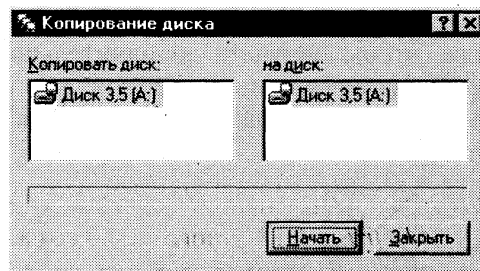 Копирование диска
Копировать диск:
на диск:
Диск 3,5 (A:)
Диск 3,5 (A:)
Начать
Закрыть